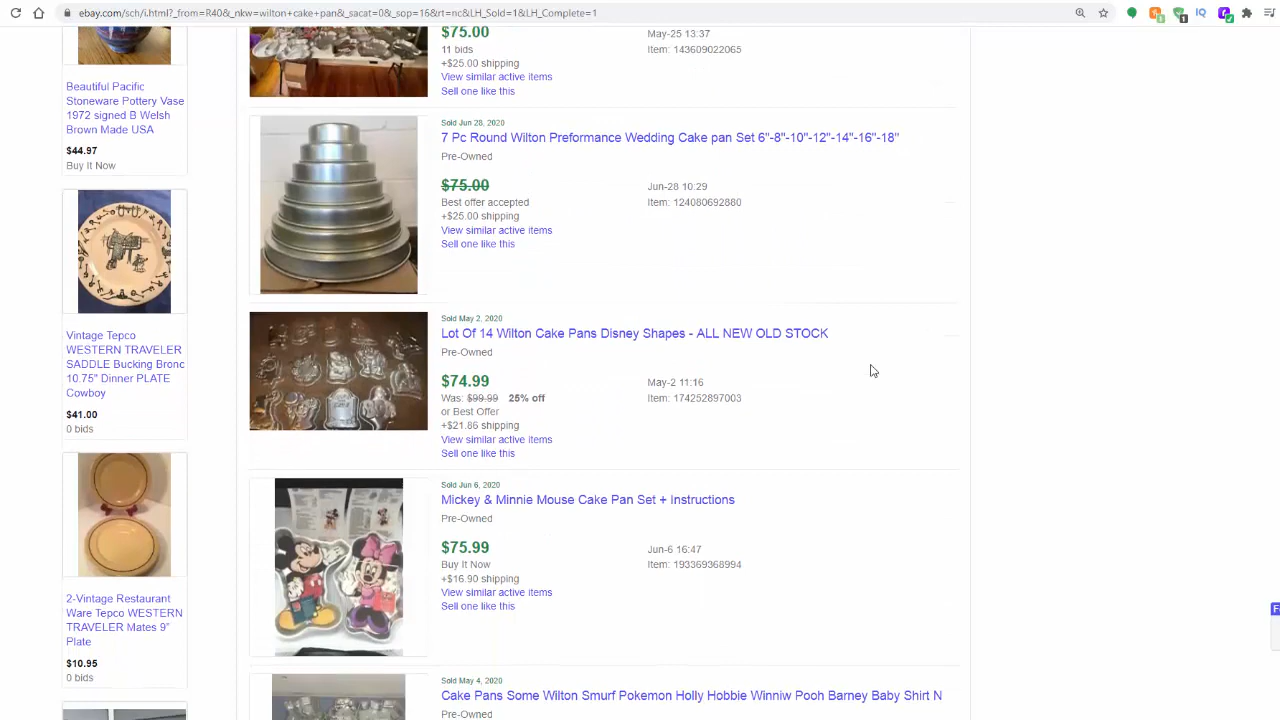 ebay.com/sch/i.html?_from=R40&_nkw=wilton+cake+pan&_sacat=0&_sop=16&rt=nc&LH_Sold=1&LH_Complete=1
Beautiful Pacific
Stoneware Pottery Vase
1972 signed B Welsh
Brown Made USA
$44.97
Buy It Now
Vintage Tepco
WESTERN TRAVELER
SADDLE Bucking Bronc
10.75" Dinner PLATE
Cowboy
$41.00
0 bids
2-Vintage Restaurant
Ware Tepco WESTERN
TRAVELER Mates 9"
Plate
$10.95
0 bids
$75.00
May-25 13:37
11 bids
Item: 143609022065
+$25.00 shipping
View similar active items
Sell one like this
Sold Jun 28, 2020
7 Pc Round Wilton Preformance Wedding Cake pan Set 6"-8"-10"-12"-14"-16"-18"
Pre-Owned
$75.00
Jun-28 10:29
Best offer accepted
Item: 124080692880
+$25.00 shipping
View similar active items
Sell one like this
Sold May 2, 2020
Lot Of 14 Wilton Cake Pans Disney Shapes - ALL NEW OLD STOCK
Pre-Owned
$74.99
May-2 11:16
Was: $99.99 25% off
Item: 174252897003
or Best Offer
+$21.86 shipping
View similar active items
Sell one like this
Sold Jun 6, 2020
Mickey & Minnie Mouse Cake Pan Set + Instructions
Pre-Owned
$75.99
Jun-6 16:47
Buy It Now
Item: 193369368994
+$16.90 shipping
View similar active items
Sell one like this
Sold May 4, 2020
Cake Pans Some Wilton Smurf Pokemon Holly Hobbie Winniw Pooh Barney Baby Shirt N
Pre-Owned